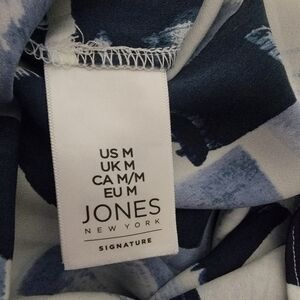 US M
UK M
CA M/M
EU M
JONES
NEW YORK
SIGNATURE